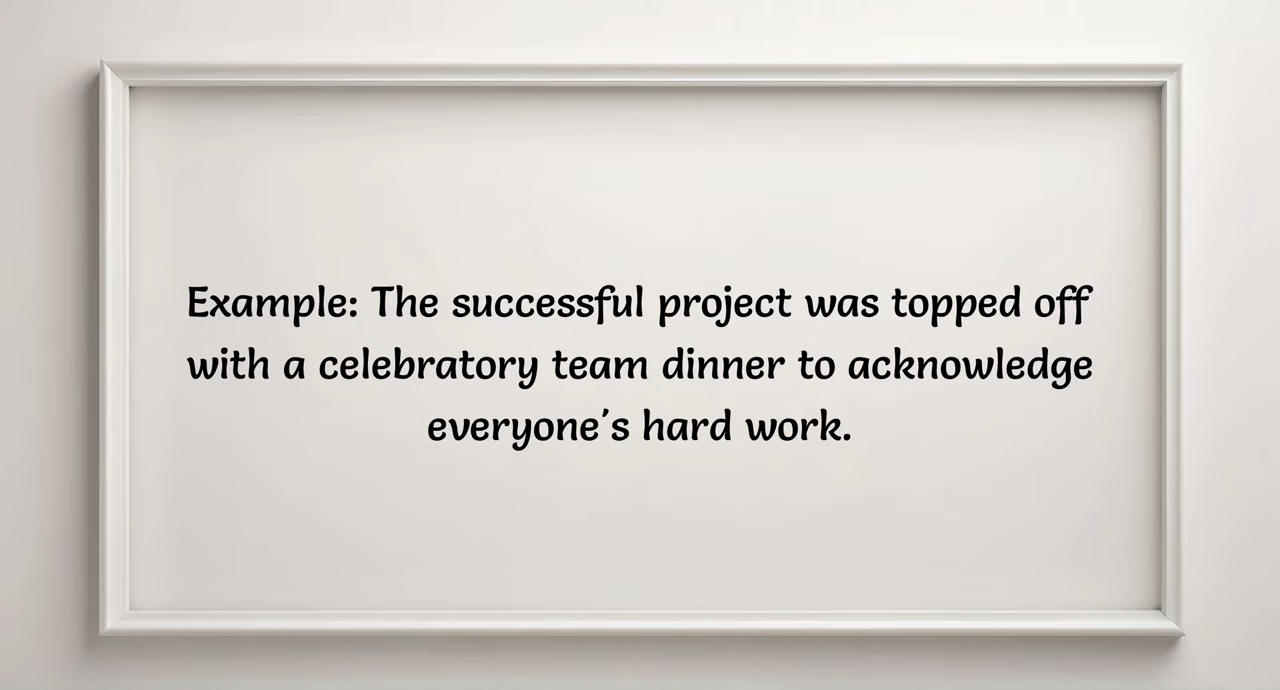 Example: The successful project was topped off
with a celebratory team dinner to acknowledge
everyone's hard work.